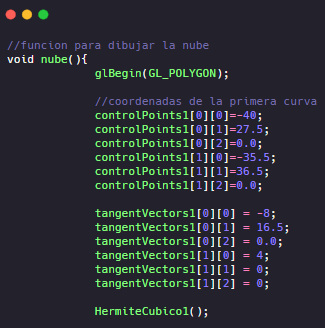 //funcion para dibujar la nube
void nube(){
glBegin(GL_POLYGON);
//coordenadas de la primera curva
controlPoints1[0][0]=-40;
controlPoints1[0][1]=27.5;
controlPoints1[0][2]=0.0;
controlPoints1[1][0]=-35.5;
controlPoints1[1][1]=36.5;
controlPoints1[1][2]=0.0;
tangentVectors1[0][0] = -8;
tangentVectors1[0][1] = 16.5;
tangentVectors1[0][2] = 0.0;
tangentVectors1[1][0] = 4;
tangentVectors1[1][1] = 0;
tangentVectors1[1][2] = 0;
HermiteCubico1();